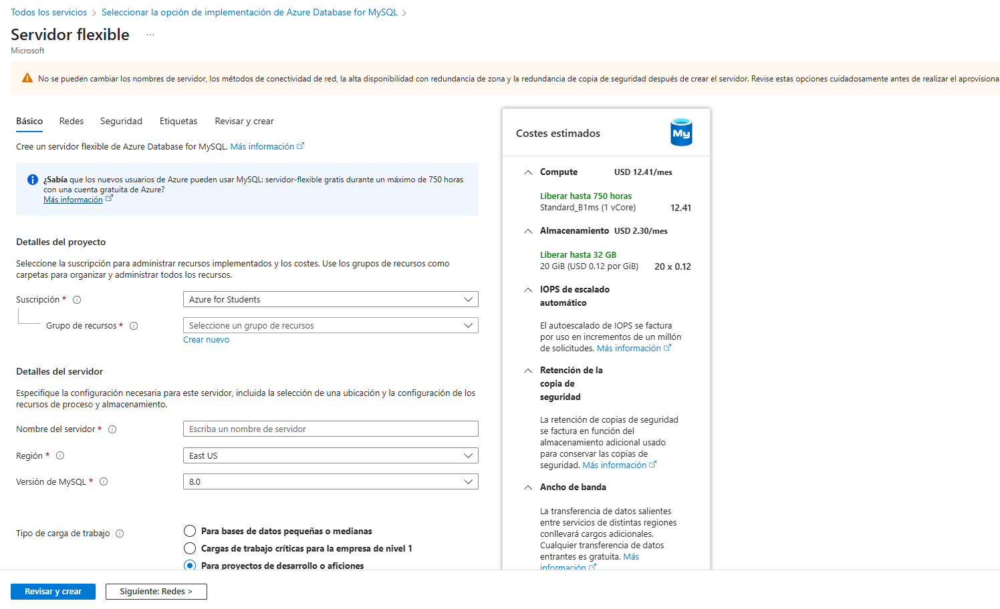 Todos los servicios > Seleccionar la opción de implementación de Azure Database for MySQL >
Servidor flexible ...
Microsoft
No se pueden cambiar los nombres de servidor, los métodos de conectividad de red, la alta disponibilidad con redundancia de zona y la redundancia de copia de seguridad después de crear el servidor. Revise estas opciones cuidadosamente antes de realizar el aprovisiona
Básico Redes Seguridad Etiquetas Revisar y crear
Cree un servidor flexible de Azure Database for MySQL. Más información
¿Sabía que los nuevos usuarios de Azure pueden usar MySQL: servidor-flexible gratis durante un máximo de 750 horas
con una cuenta gratuita de Azure?
Más información
Detalles del proyecto
Seleccione la suscripción para administrar recursos implementados y los costes. Use los grupos de recursos como
carpetas para organizar y administrar todos los recursos.
Suscripción * Azure for Students
Grupo de recursos * Seleccione un grupo de recursos
Crear nuevo
Detalles del servidor
Especifique la configuración necesaria para este servidor, incluida la selección de una ubicación y la configuración de los
recursos de proceso y almacenamiento.
Nombre del servidor * Escriba un nombre de servidor
Región * East US
Versión de MySQL * 8.0
Tipo de carga de trabajo
Para bases de datos pequeñas o medianas
Cargas de trabajo críticas para la empresa de nivel 1
Para proyectos de desarrollo o aficiones
Revisar y crear Siguiente: Redes >
Costes estimados
My
Compute USD 12.41/mes
Liberar hasta 750 horas
Standard_B1ms (1 vCore) 12.41
Almacenamiento USD 2.30/mes
Liberar hasta 32 GB
20 GiB (USD 0.12 por GiB) 20 x 0.12
IOPS de escalado
automático
El autoescalado de IOPS se factura
por uso en incrementos de un millón
de solicitudes. Más información
Retención de la
copia de
seguridad
La retención de copias de seguridad
se factura en función del
almacenamiento adicional usado
para conservar las copias de
seguridad. Más información
Ancho de banda
La transferencia de datos salientes
entre servicios de distintas regiones
conllevará cargos adicionales.
Cualquier transferencia de datos
entrantes es gratuita. Más
información